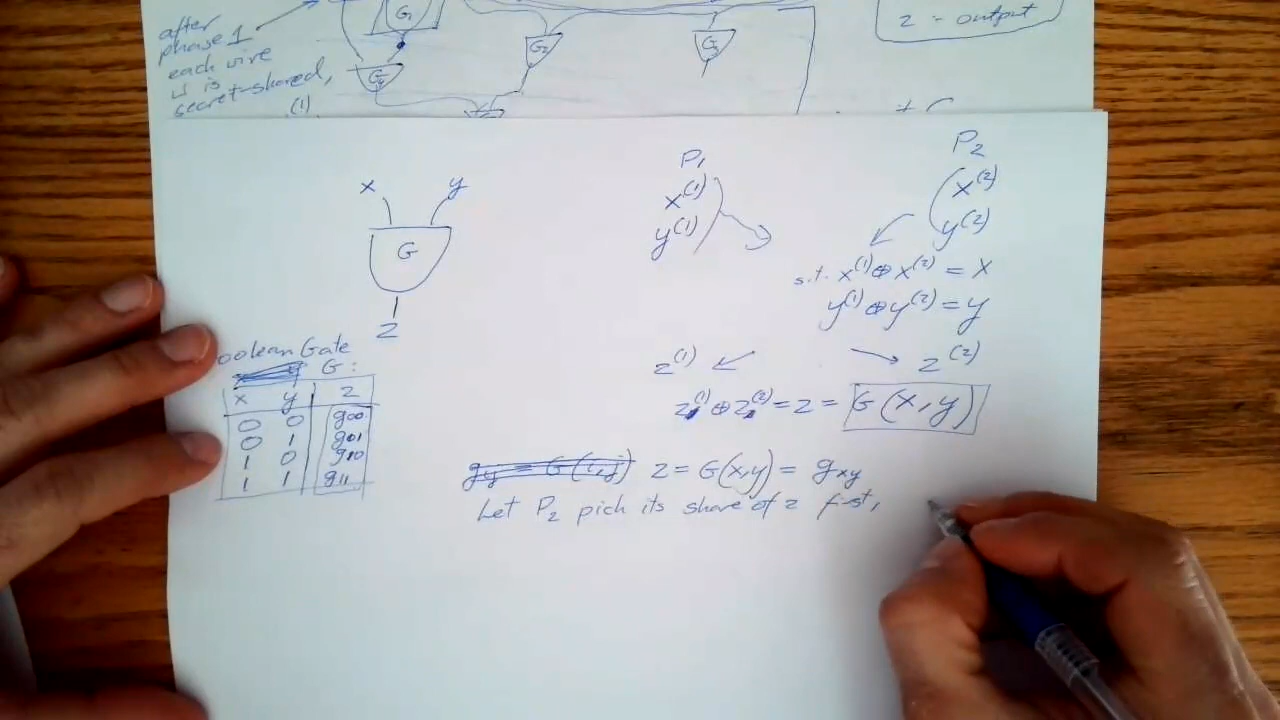 after
phase 1
each wire
w is
secret-shared,
(1)
G1
G2
G3
G4
z = output
x y
G
z
P1
x^(1)
y^(1)
P2
x^(2)
y^(2)
s.t. x^(1) ⊕ x^(2) = x
y^(1) ⊕ y^(2) = y
z^(1) z^(2)
z^(1) ⊕ z^(2) = z = G(x,y)
oolean Gate
G:
x y z
0 0 g00
0 1 g01
1 0 g10
1 1 g11
z = G(x,y) = gxy
Let P2 pick its share of z first,